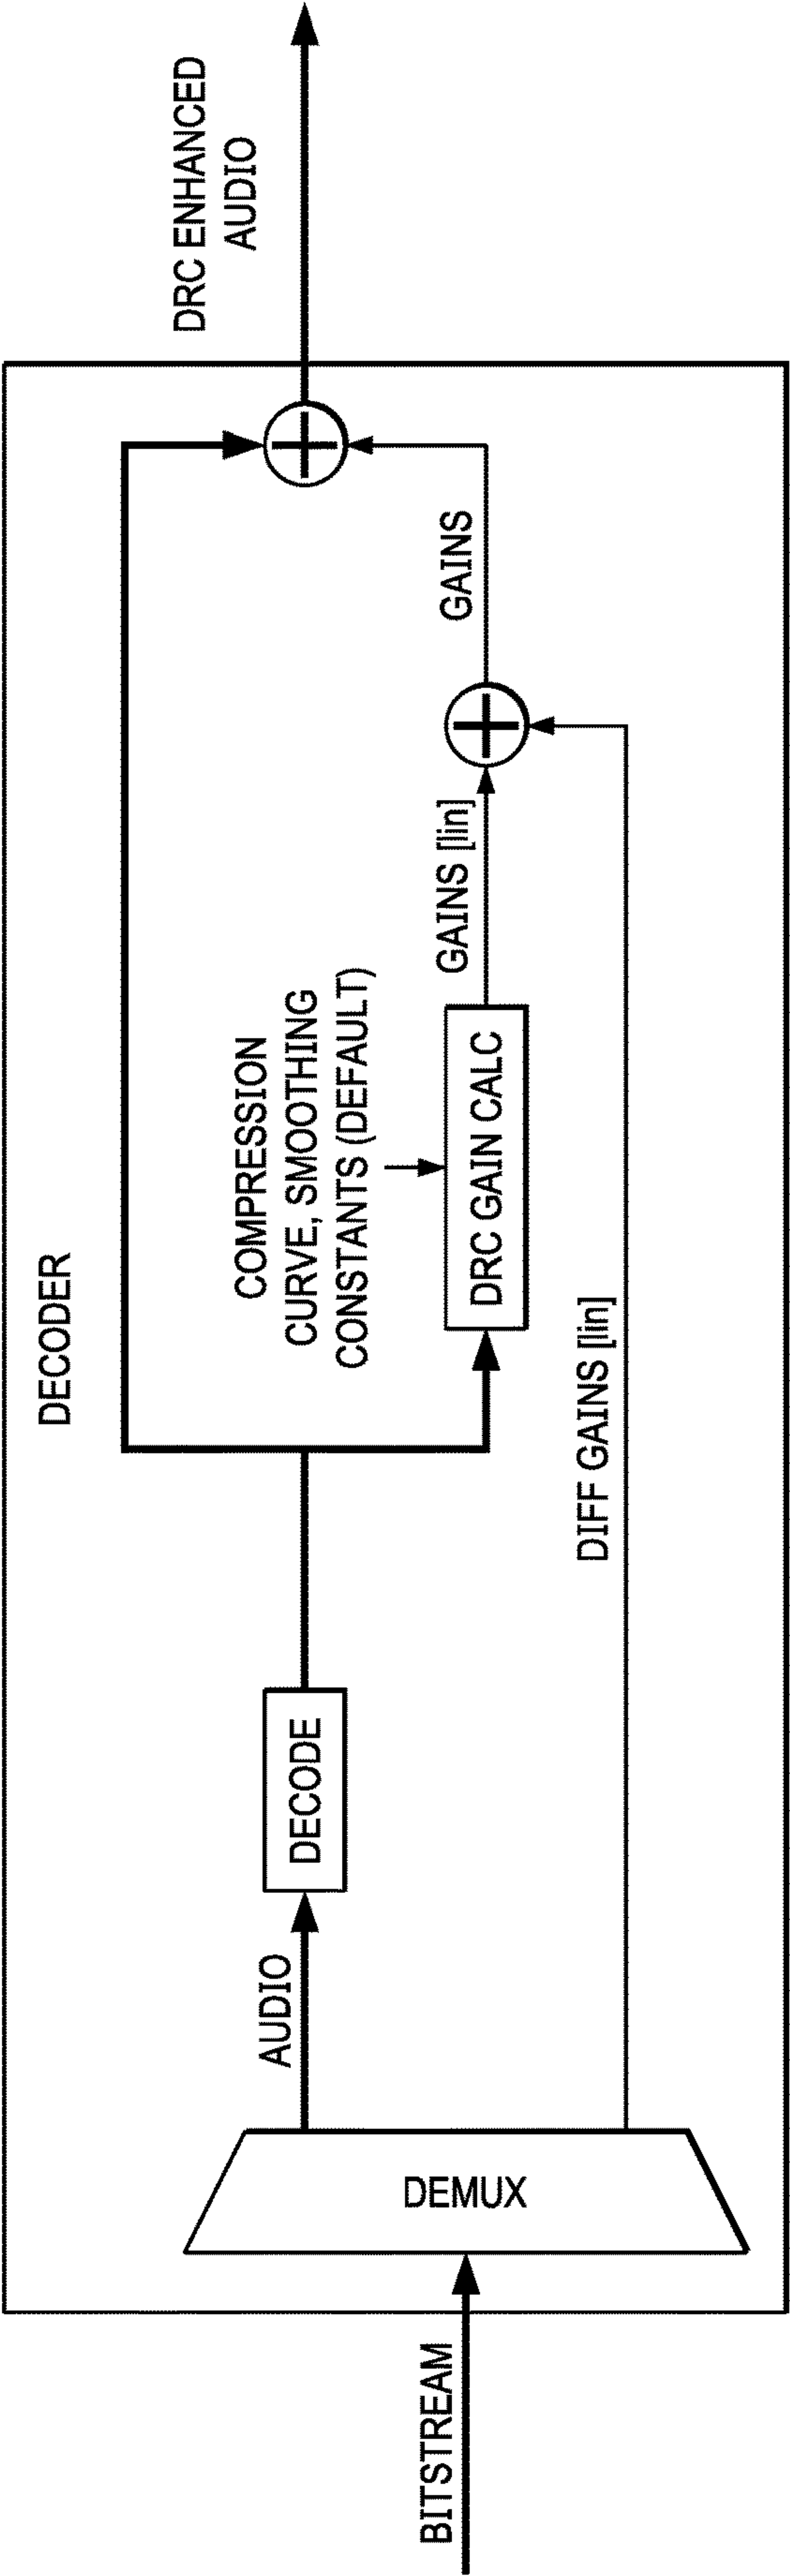 BITSTREAM
DEMUX
AUDIO
DECODE
DIFF GAINS [lin]
DECODER
COMPRESSION
CURVE, SMOOTHING
CONSTANTS (DEFAULT)
DRC GAIN CALC
GAINS [lin]
GAINS
DRC ENHANCED
AUDIO